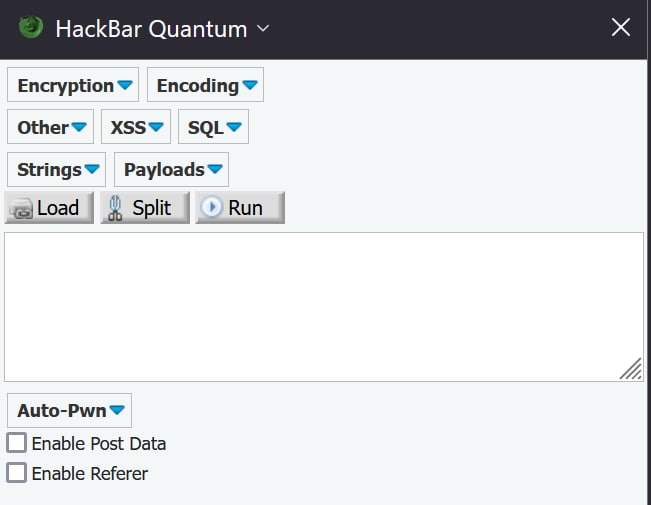 HackBar Quantum
Encryption Encoding
Other XSS SQL
Strings Payloads
Load Split Run
Auto-Pwn
Enable Post Data
Enable Referer